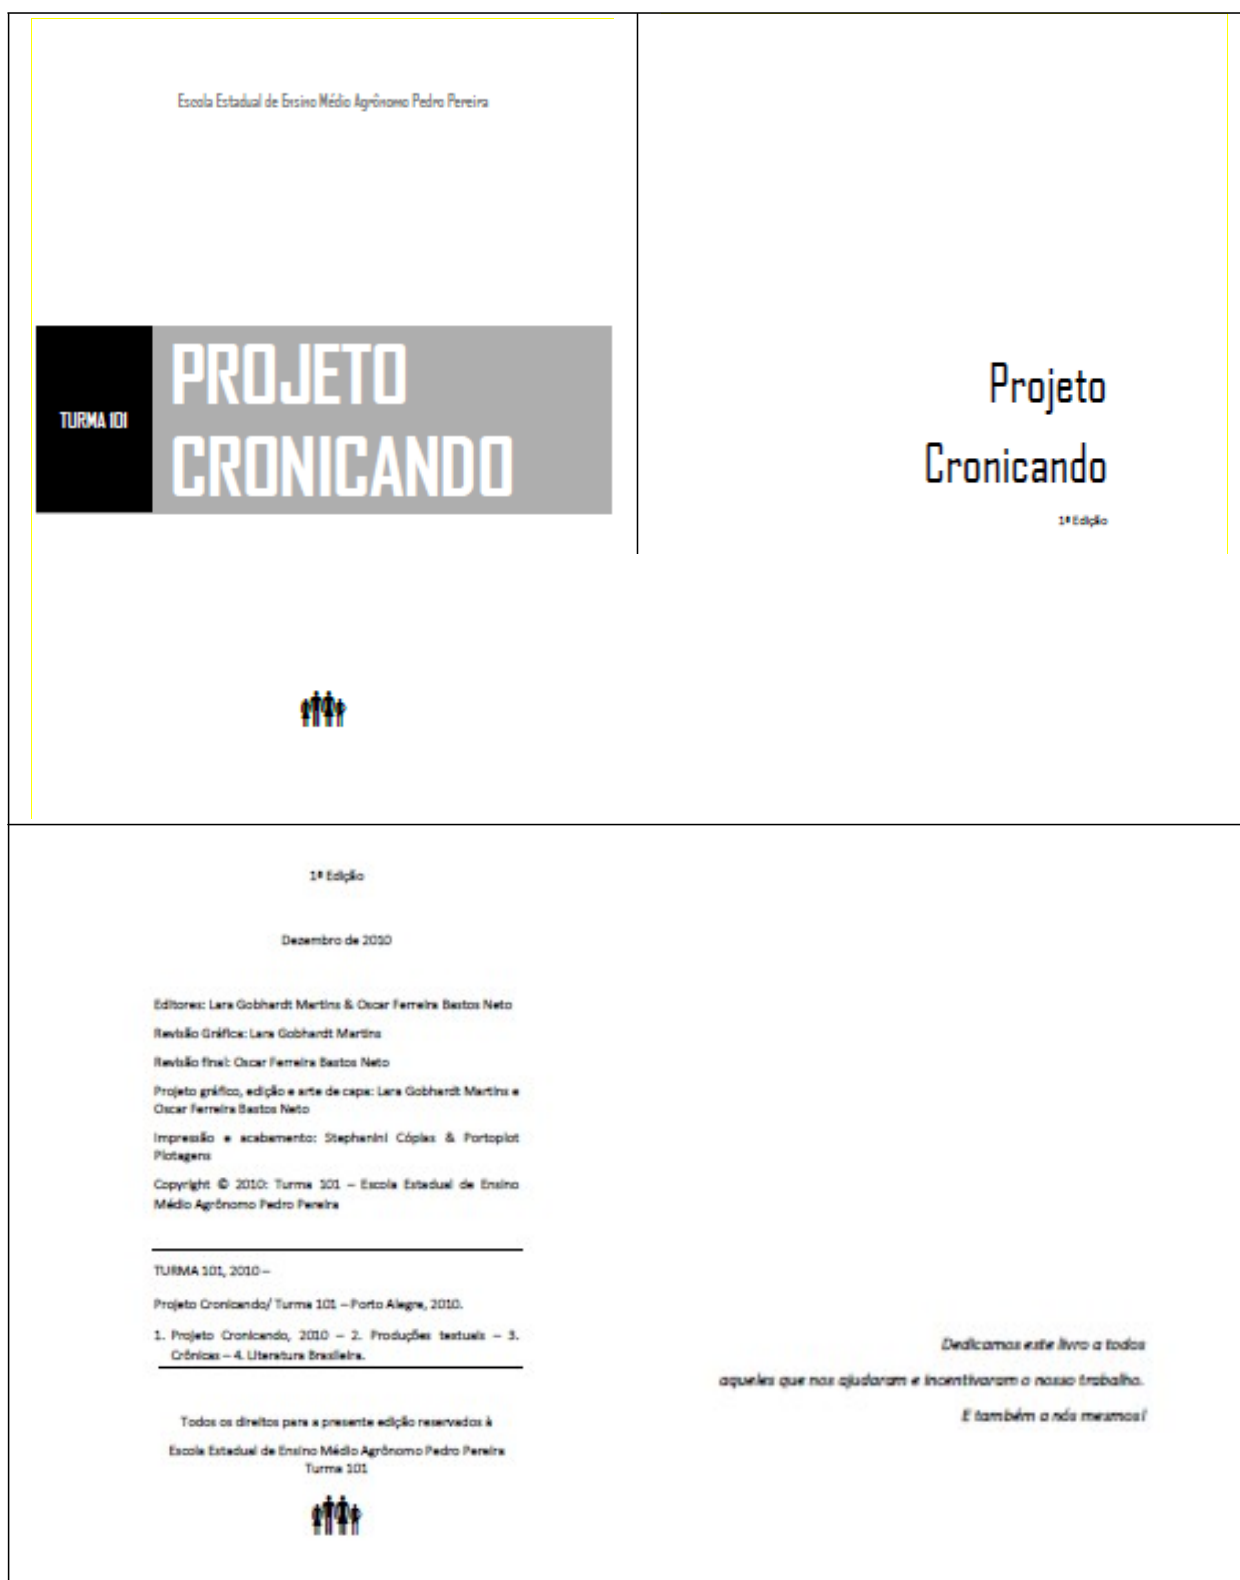 Escola Estadual de Ensino Médio Agrônomo Pedro Pereira
TURMA 101
PROJETO
CRONICANDO
Projeto
Cronicando
1ª Edição
1ª Edição
Dezembro de 2010
Editores: Lara Gobhardt Martins & Oscar Ferreira Bastos Neto
Revisão Gráfica: Lara Gobhardt Martins
Revisão final: Oscar Ferreira Bastos Neto
Projeto gráfico, edição e arte de capa: Lara Gobhardt Martins e
Oscar Ferreira Bastos Neto
Impressão e acabamento: Stephanini Cópias & Portoplot
Plotagens
Copyright © 2010: Turma 101 – Escola Estadual de Ensino
Médio Agrônomo Pedro Pereira
TURMA 101, 2010 –
Projeto Cronicando/ Turma 101 – Porto Alegre, 2010.
1. Projeto Cronicando, 2010 – 2. Produções textuais – 3.
Crônicas – 4. Literatura Brasileira.
Todos os direitos para a presente edição reservados à
Escola Estadual de Ensino Médio Agrônomo Pedro Pereira
Turma 101
Dedicamos este livro a todos
aqueles que nos ajudaram e incentivaram o nosso trabalho.
E também a nós mesmos!